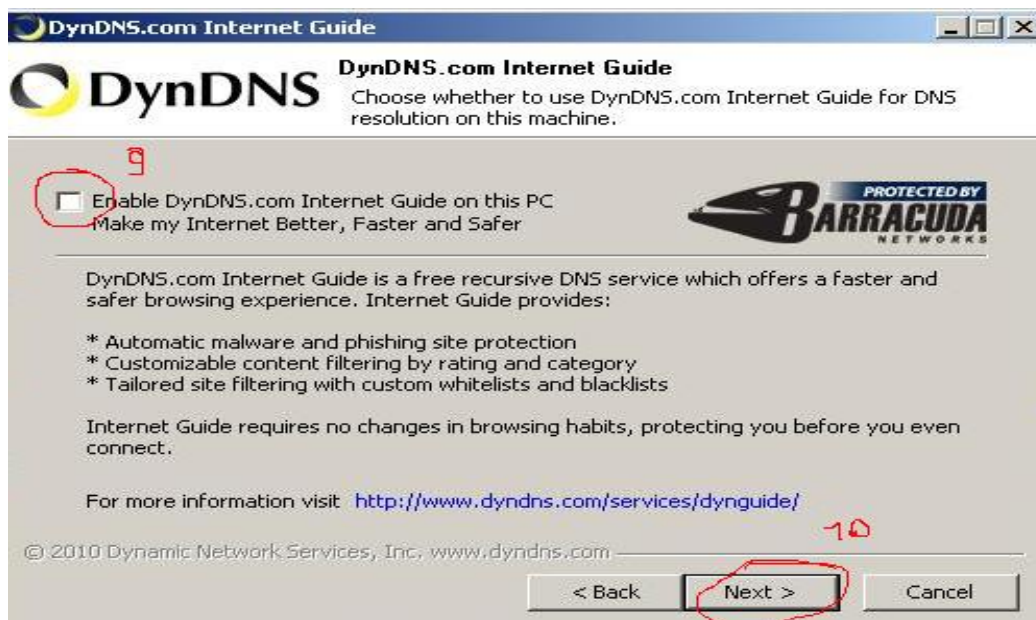 DynDNS.com Internet Guide
DynDNS
DynDNS.com Internet Guide
Choose whether to use DynDNS.com Internet Guide for DNS
resolution on this machine.
9
Enable DynDNS.com Internet Guide on this PC
Make my Internet Better, Faster and Safer
PROTECTED BY
BARRACUDA
NETWORKS
DynDNS.com Internet Guide is a free recursive DNS service which offers a faster and
safer browsing experience. Internet Guide provides:
* Automatic malware and phishing site protection
* Customizable content filtering by rating and category
* Tailored site filtering with custom whitelists and blacklists
Internet Guide requires no changes in browsing habits, protecting you before you even
connect.
For more information visit http://www.dyndns.com/services/dynguide/
10
© 2010 Dynamic Network Services, Inc. www.dyndns.com
< Back Next > Cancel